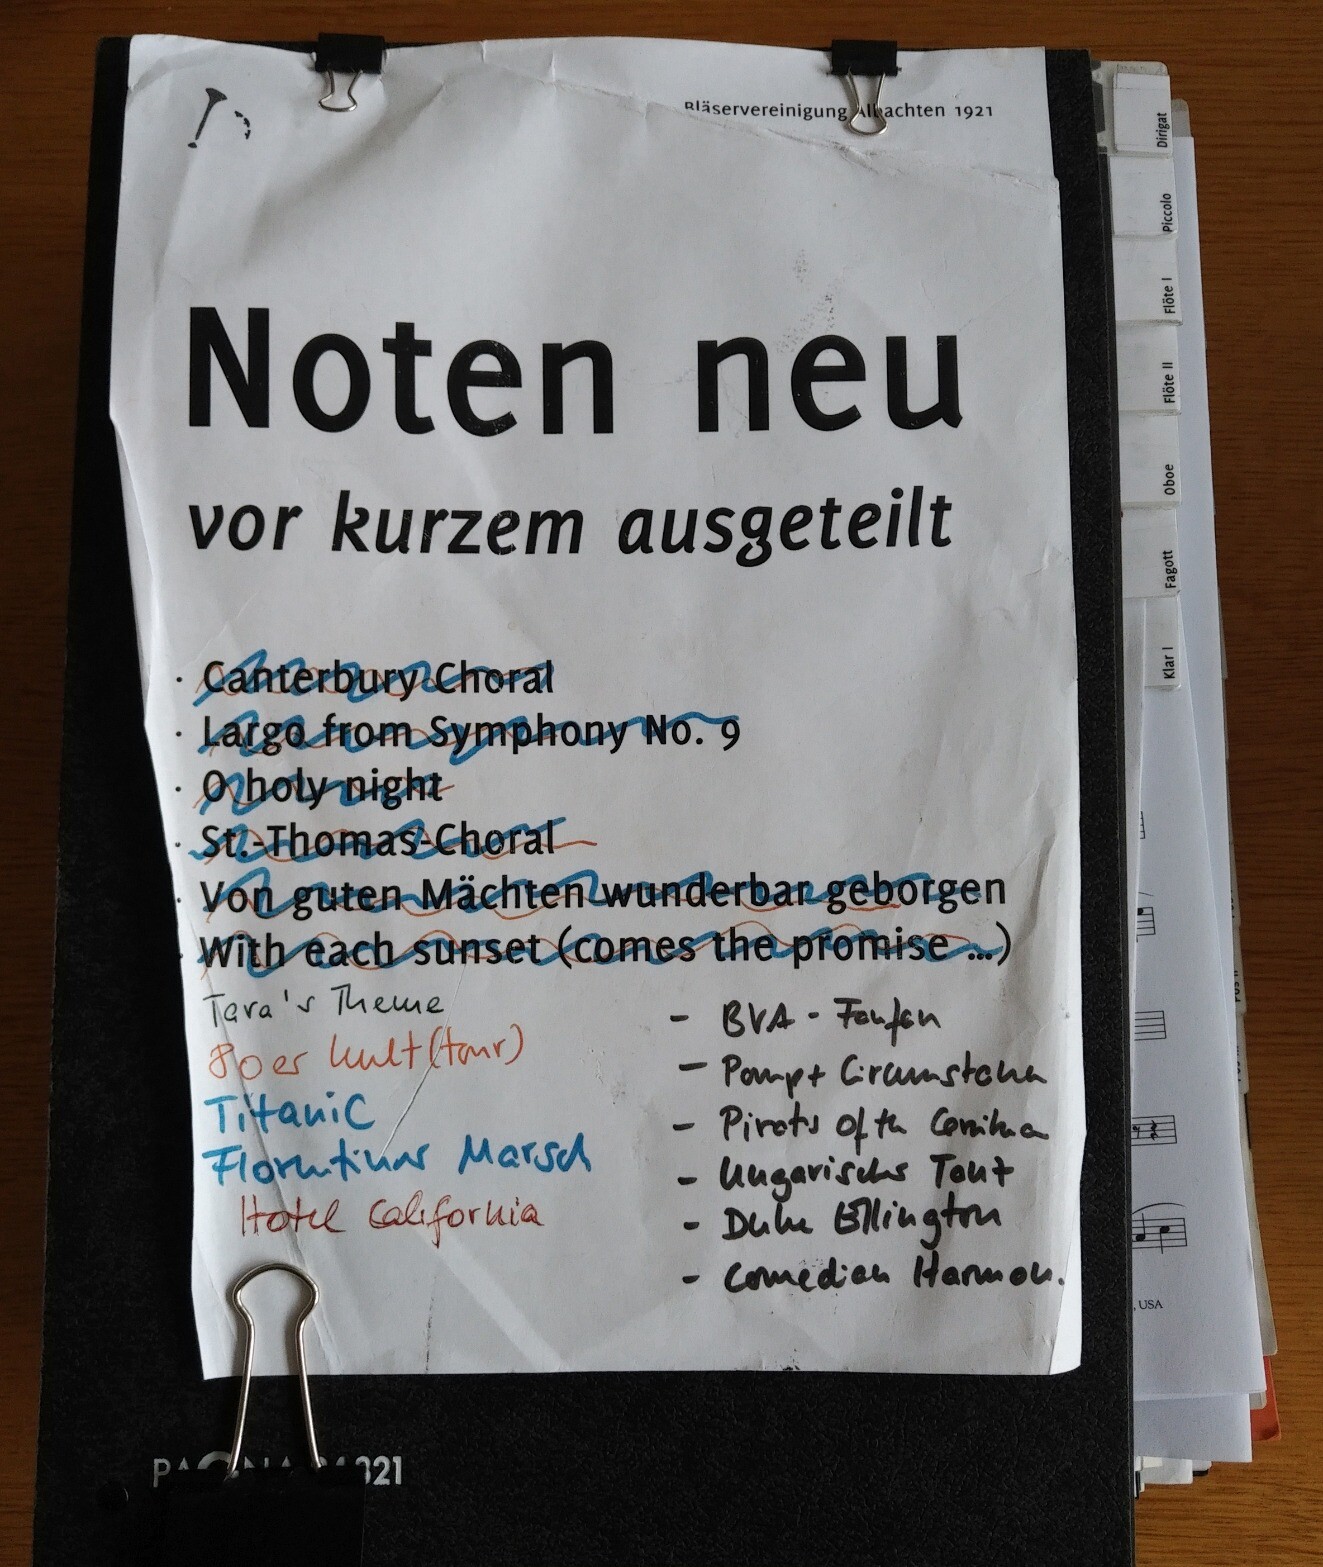 Bläservereinigung Albachten 1921
Noten neu
vor kurzem ausgeteilt
· Canterbury Choral
· Largo from Symphony No. 9
· O holy night
· St.-Thomas-Choral
· Von guten Mächten wunderbar geborgen
· With each sunset (comes the promise ...)
Tara's Theme
80er Kult(tour)
Titanic
Florentiner Marsch
Hotel California
- BVA - Fanfan
- Pomp + Circumstance
- Pirats of the
- Ungarischer Tanz
- Duke Ellington
- Comedian Harmon.
Dirigat
Piccolo
Flöte I
Flöte II
Oboe
Fagott
Klar I
, USA